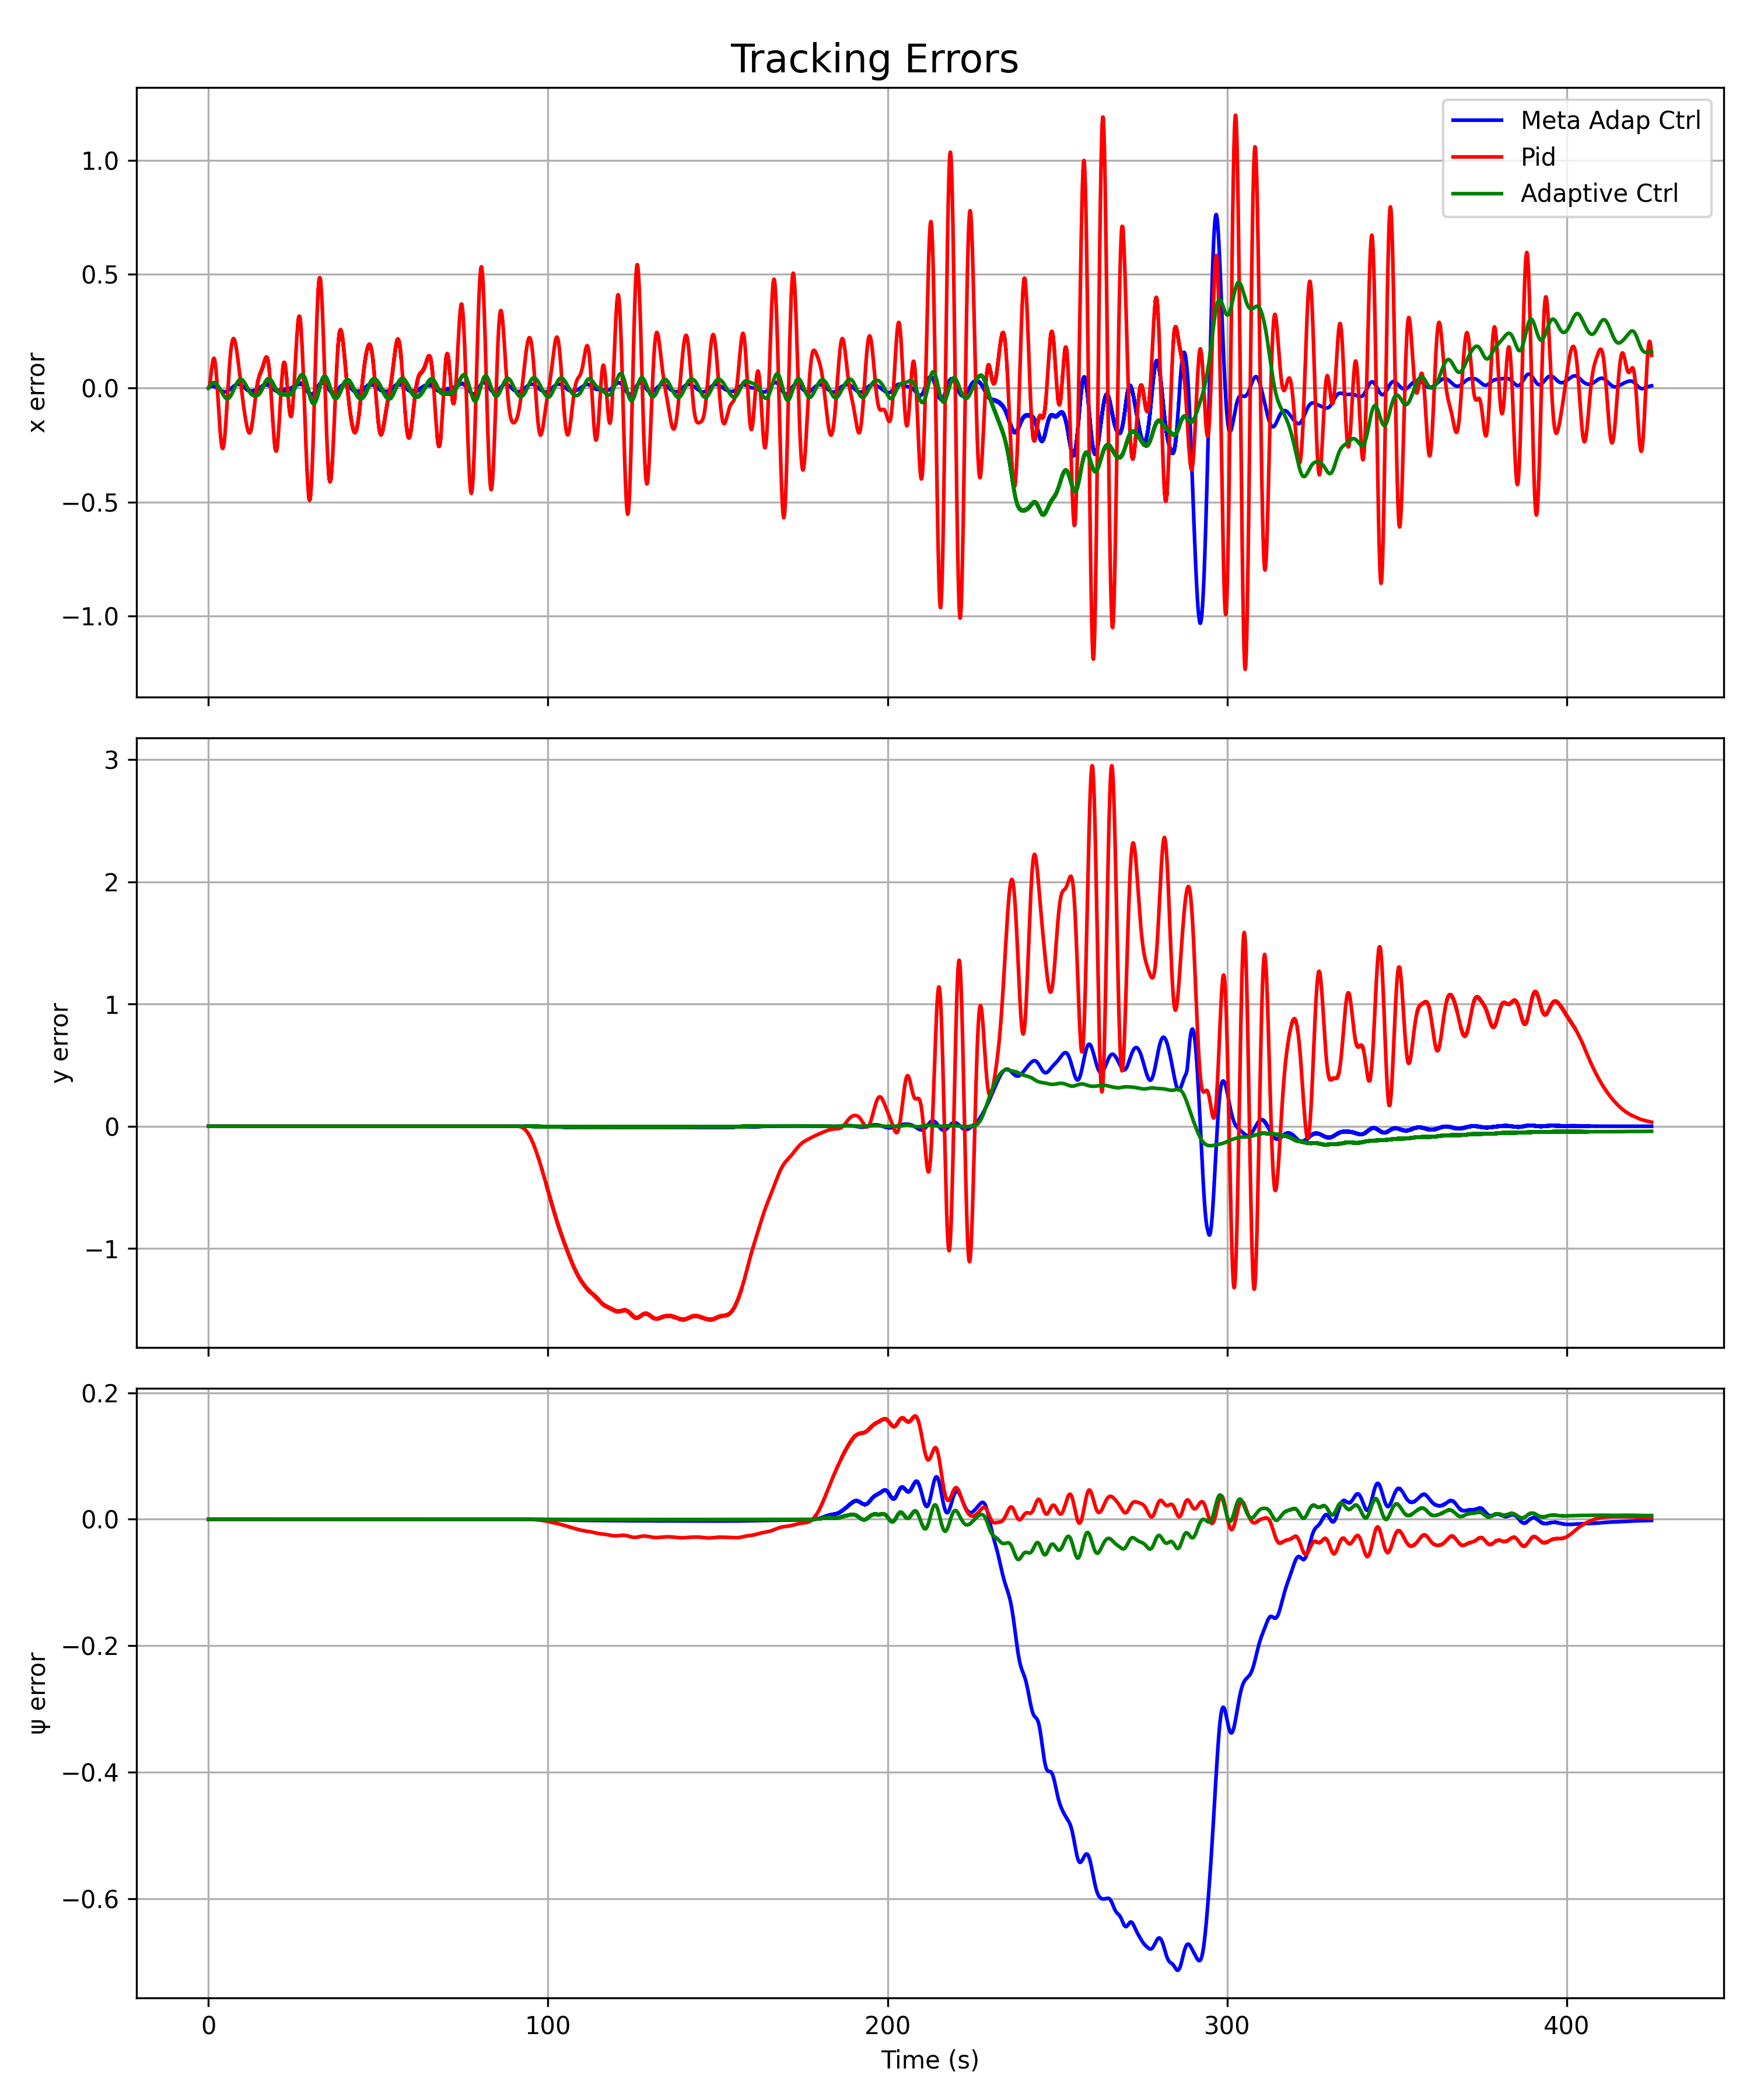 Tracking Errors
1.0
0.5
0.0
−0.5
−1.0
x error
Meta Adap Ctrl
Pid
Adaptive Ctrl
3
2
1
0
−1
y error
0.2
0.0
−0.2
−0.4
−0.6
ψ error
0 100 200 300 400
Time (s)